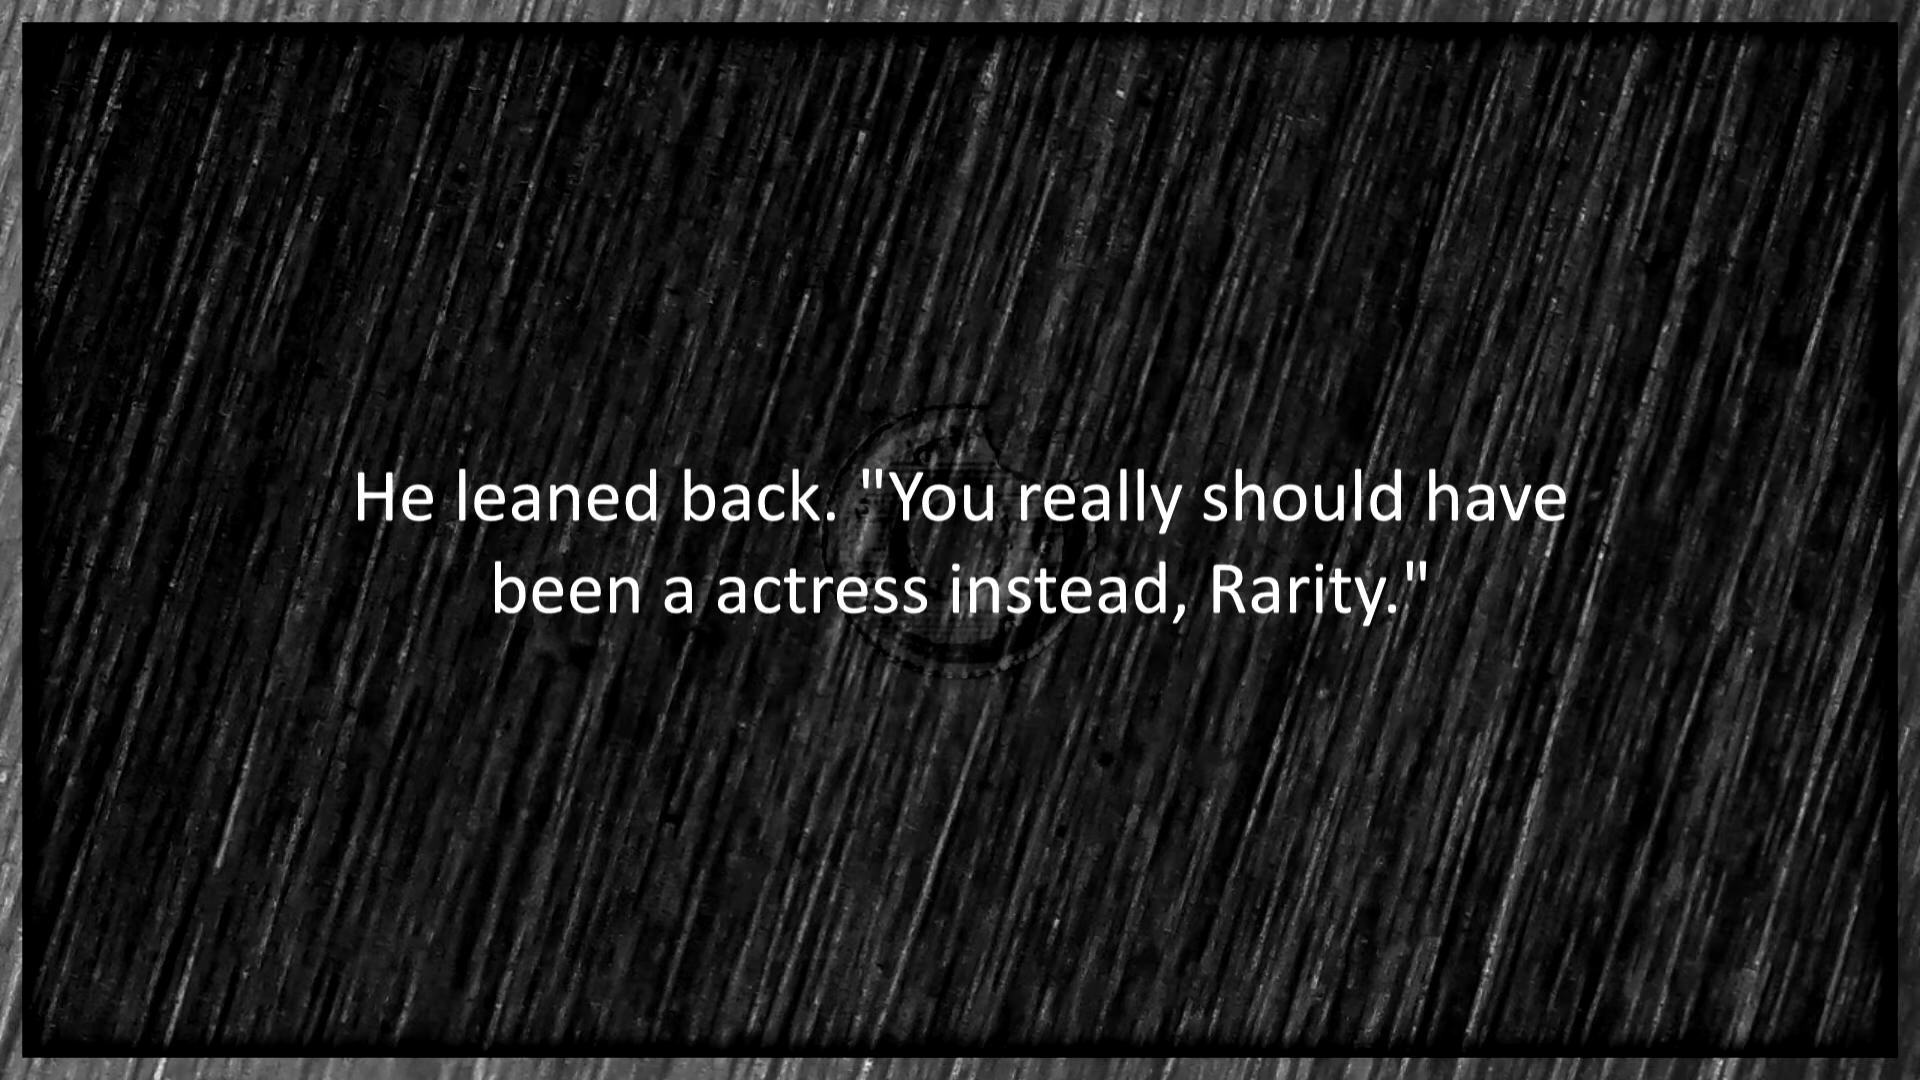 He leaned back. "You really should have
been a actress instead, Rarity."